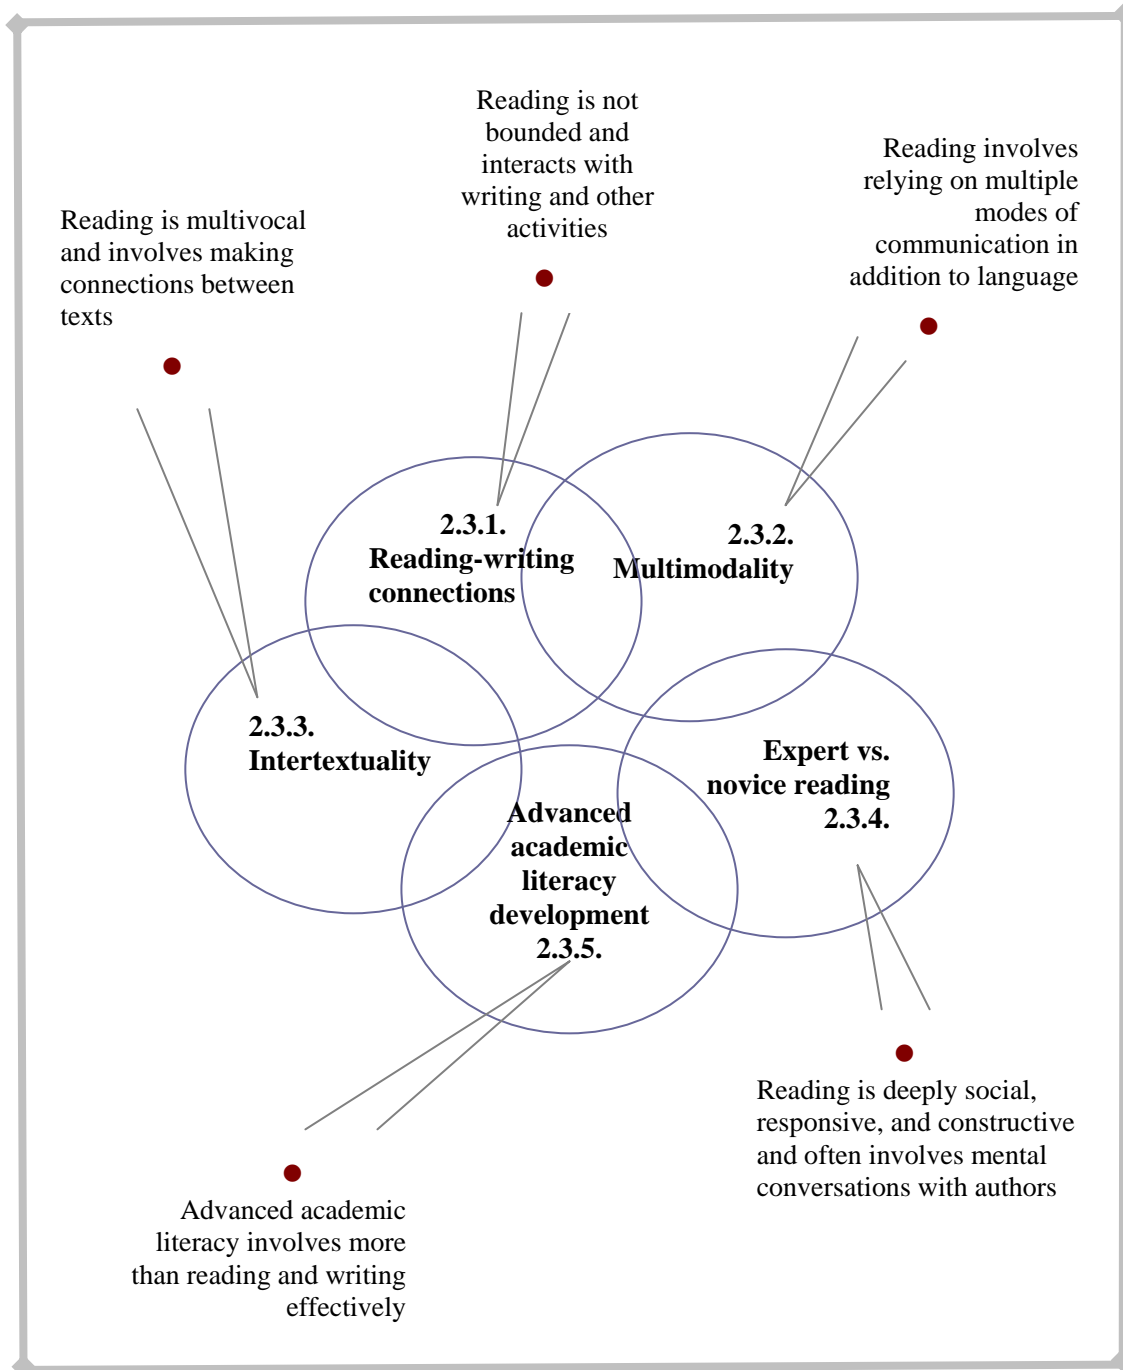 Reading is not
bounded and
interacts with
writing and other
activities
Reading involves
relying on multiple
modes of
communication in
addition to language
Reading is multivocal
and involves making
connections between
texts
2.3.1.
Reading-writing
connections
2.3.2.
Multimodality
2.3.3.
Intertextuality
Expert vs.
novice reading
2.3.4.
Advanced
academic
literacy
development
2.3.5.
Reading is deeply social,
responsive, and constructive
and often involves mental
conversations with authors
Advanced academic
literacy involves more
than reading and writing
effectively